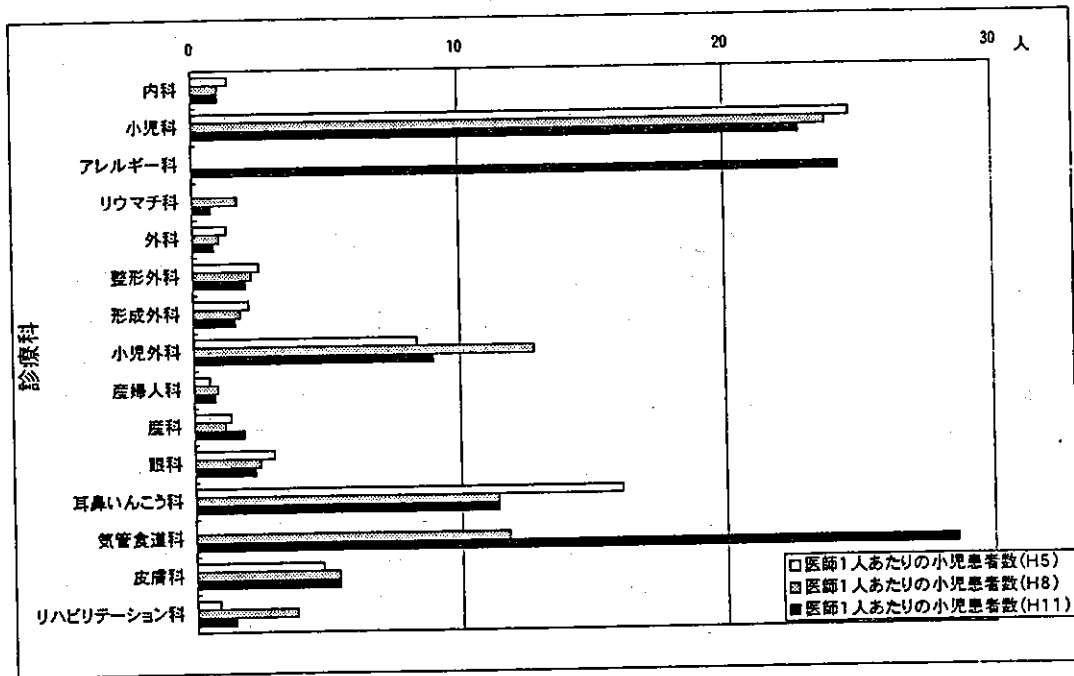 0 10 20 30 人
内科
小児科
アレルギー科
リウマチ科
外科
整形外科
形成外科
小児外科
産婦人科
産科
眼科
耳鼻いんこう科
気管食道科
皮膚科
リハビリテーション科
診療科
医師1人あたりの小児患者数(H5)
医師1人あたりの小児患者数(H8)
医師1人あたりの小児患者数(H11)